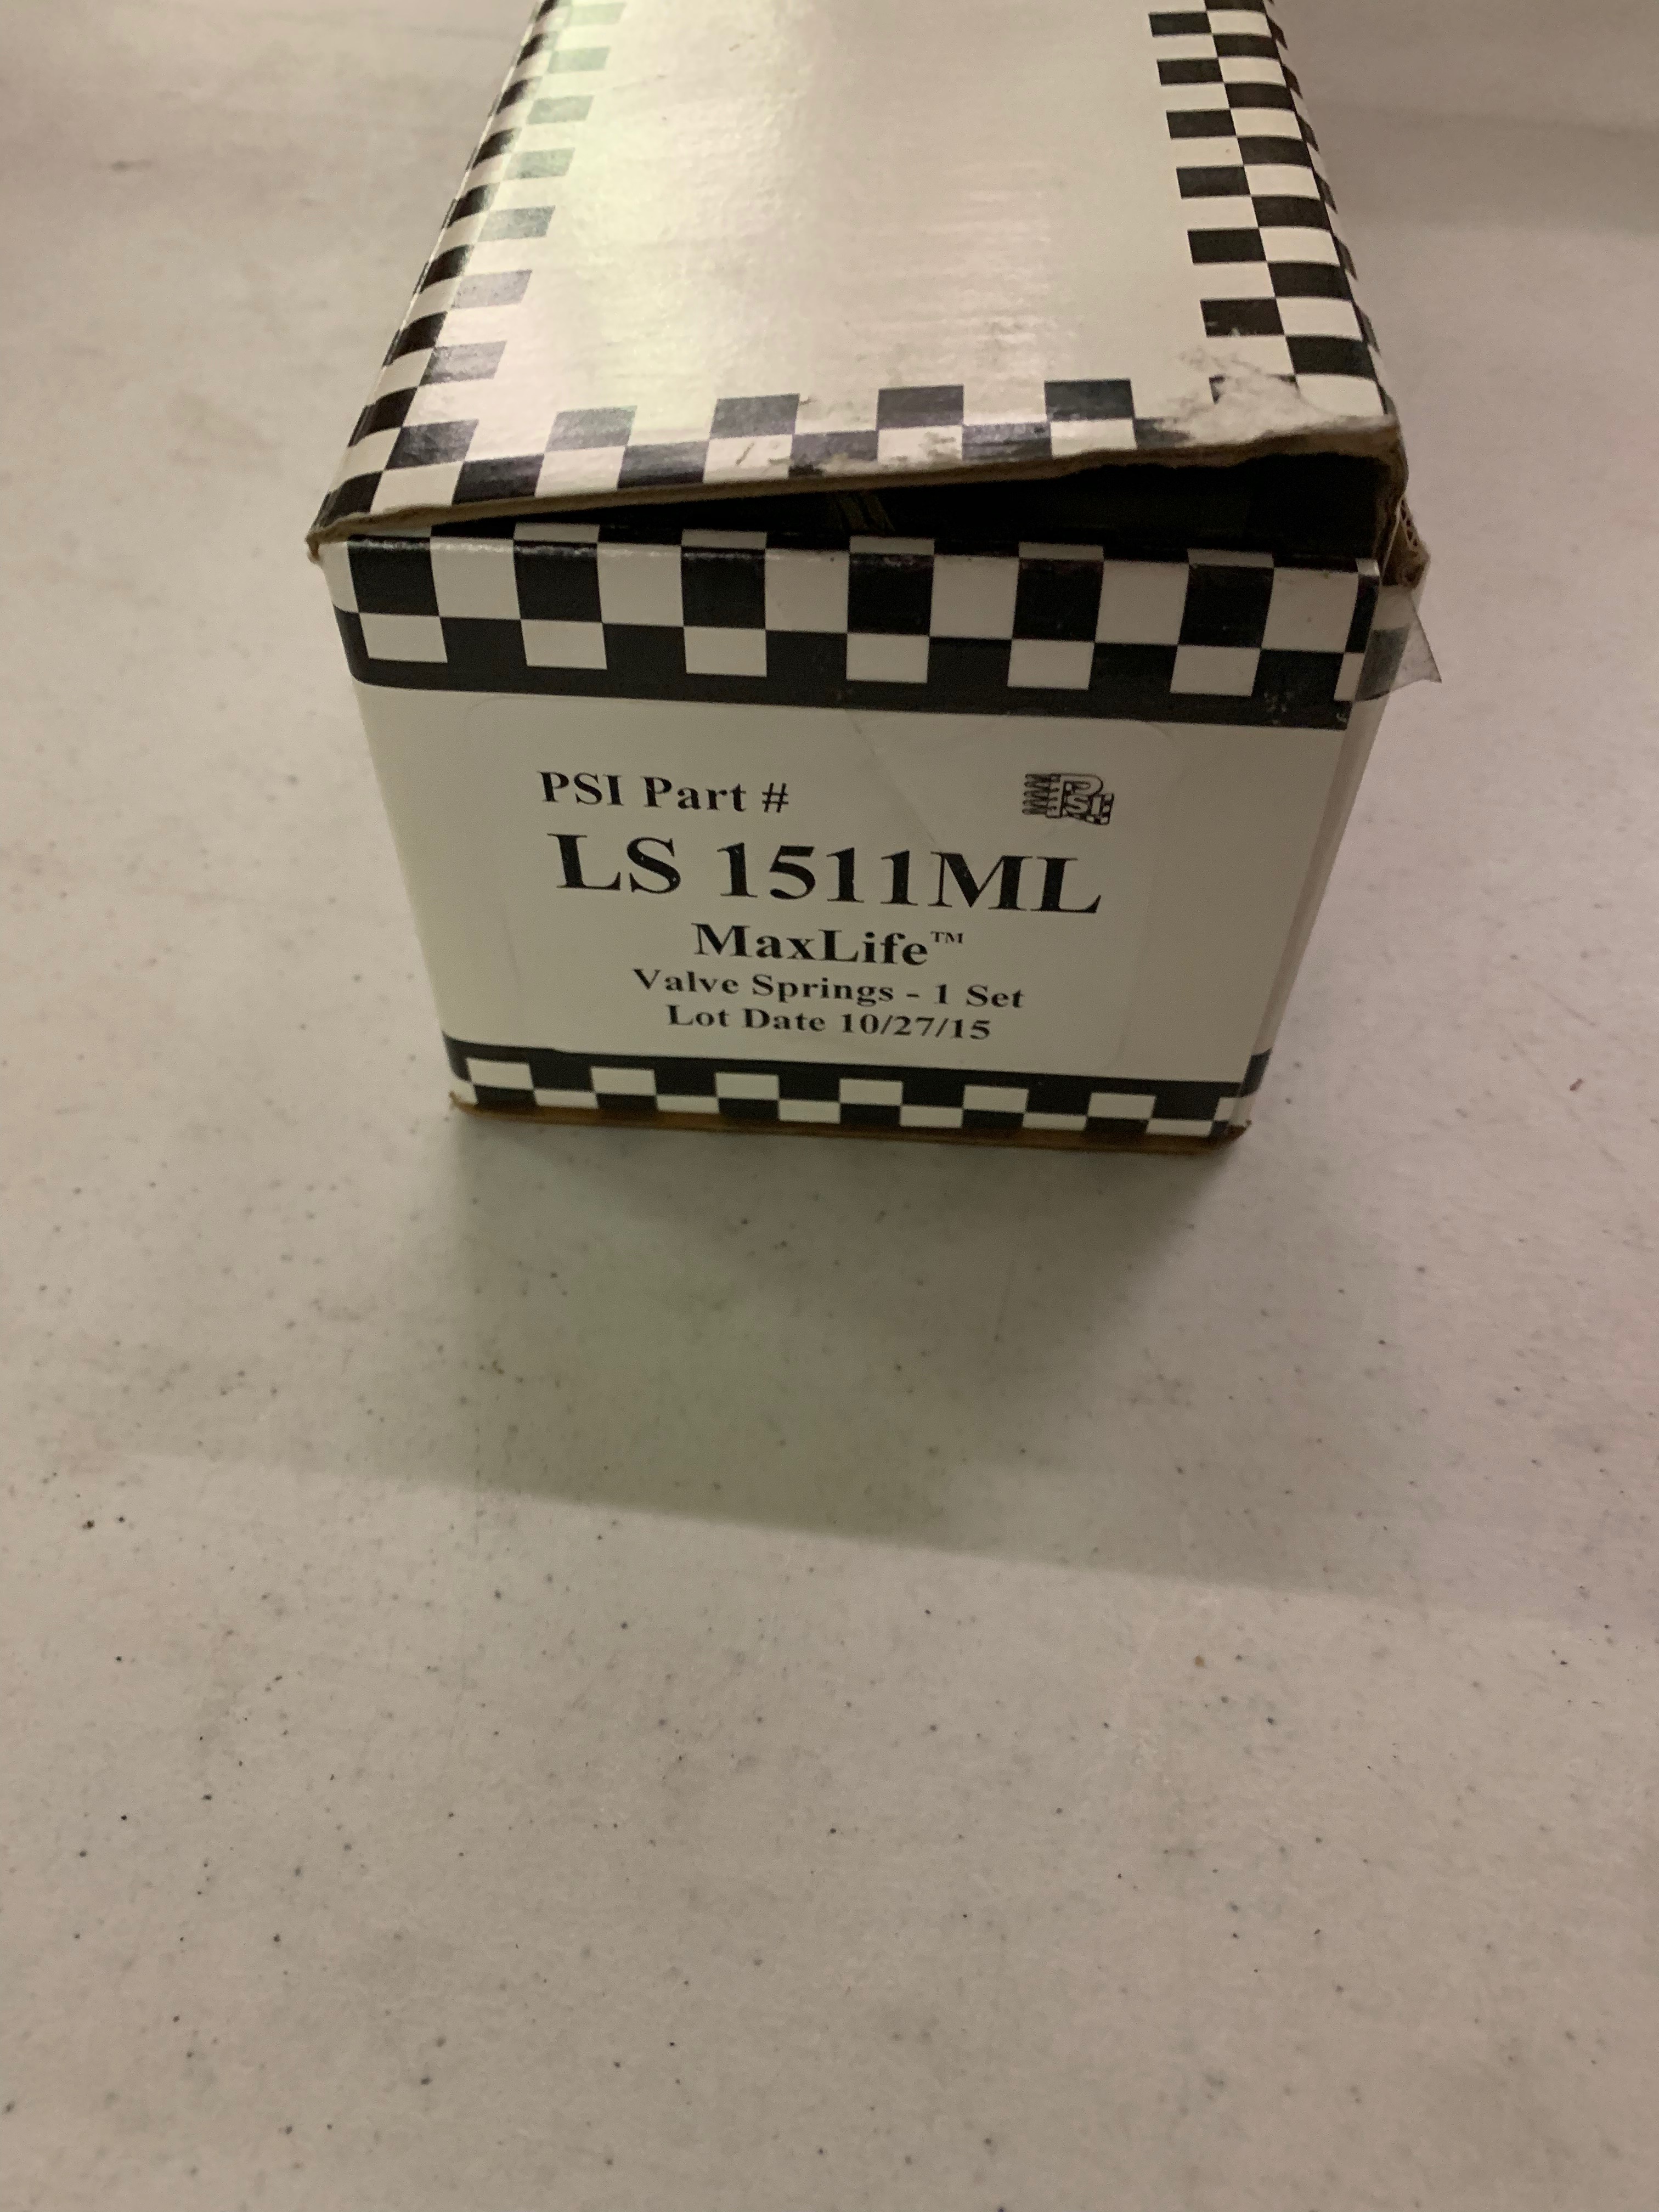 PSI Part #
PSI
LS 1511ML
MaxLife™
Valve Springs - 1 Set
Lot Date 10/27/15